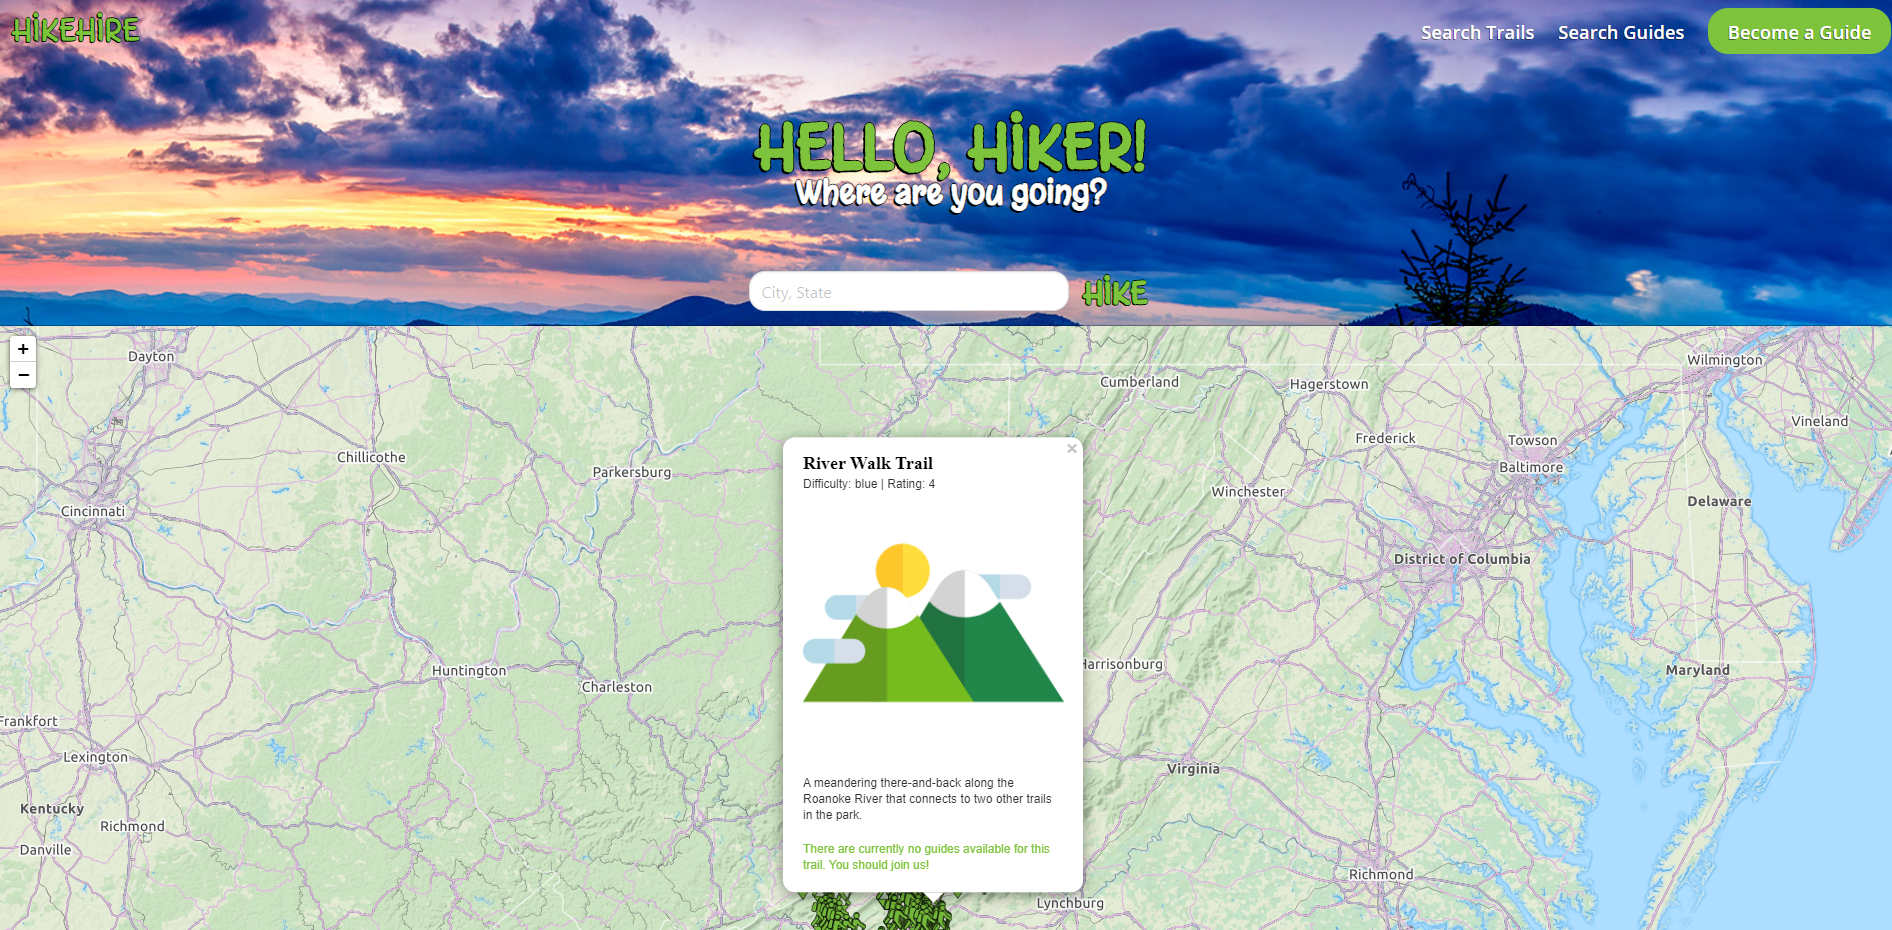 HiKEHiRE
Search Trails
Search Guides
Become a Guide
HELLO, HiKER!
Where are you going?
City, State
HiKE
+
−
Dayton
Cumberland
Hagerstown
Wilmington
Vineland
Chillicothe
Parkersburg
Frederick
Towson
Baltimore
Winchester
Delaware
Cincinnati
District of Columbia
×
River Walk Trail
Difficulty: blue | Rating: 4
Huntington
Charleston
Harrisonburg
Maryland
Frankfort
Lexington
Virginia
Kentucky
Richmond
Danville
A meandering there-and-back along the
Roanoke River that connects to two other trails
in the park.
There are currently no guides available for this
trail. You should join us!
Richmond
Lynchburg